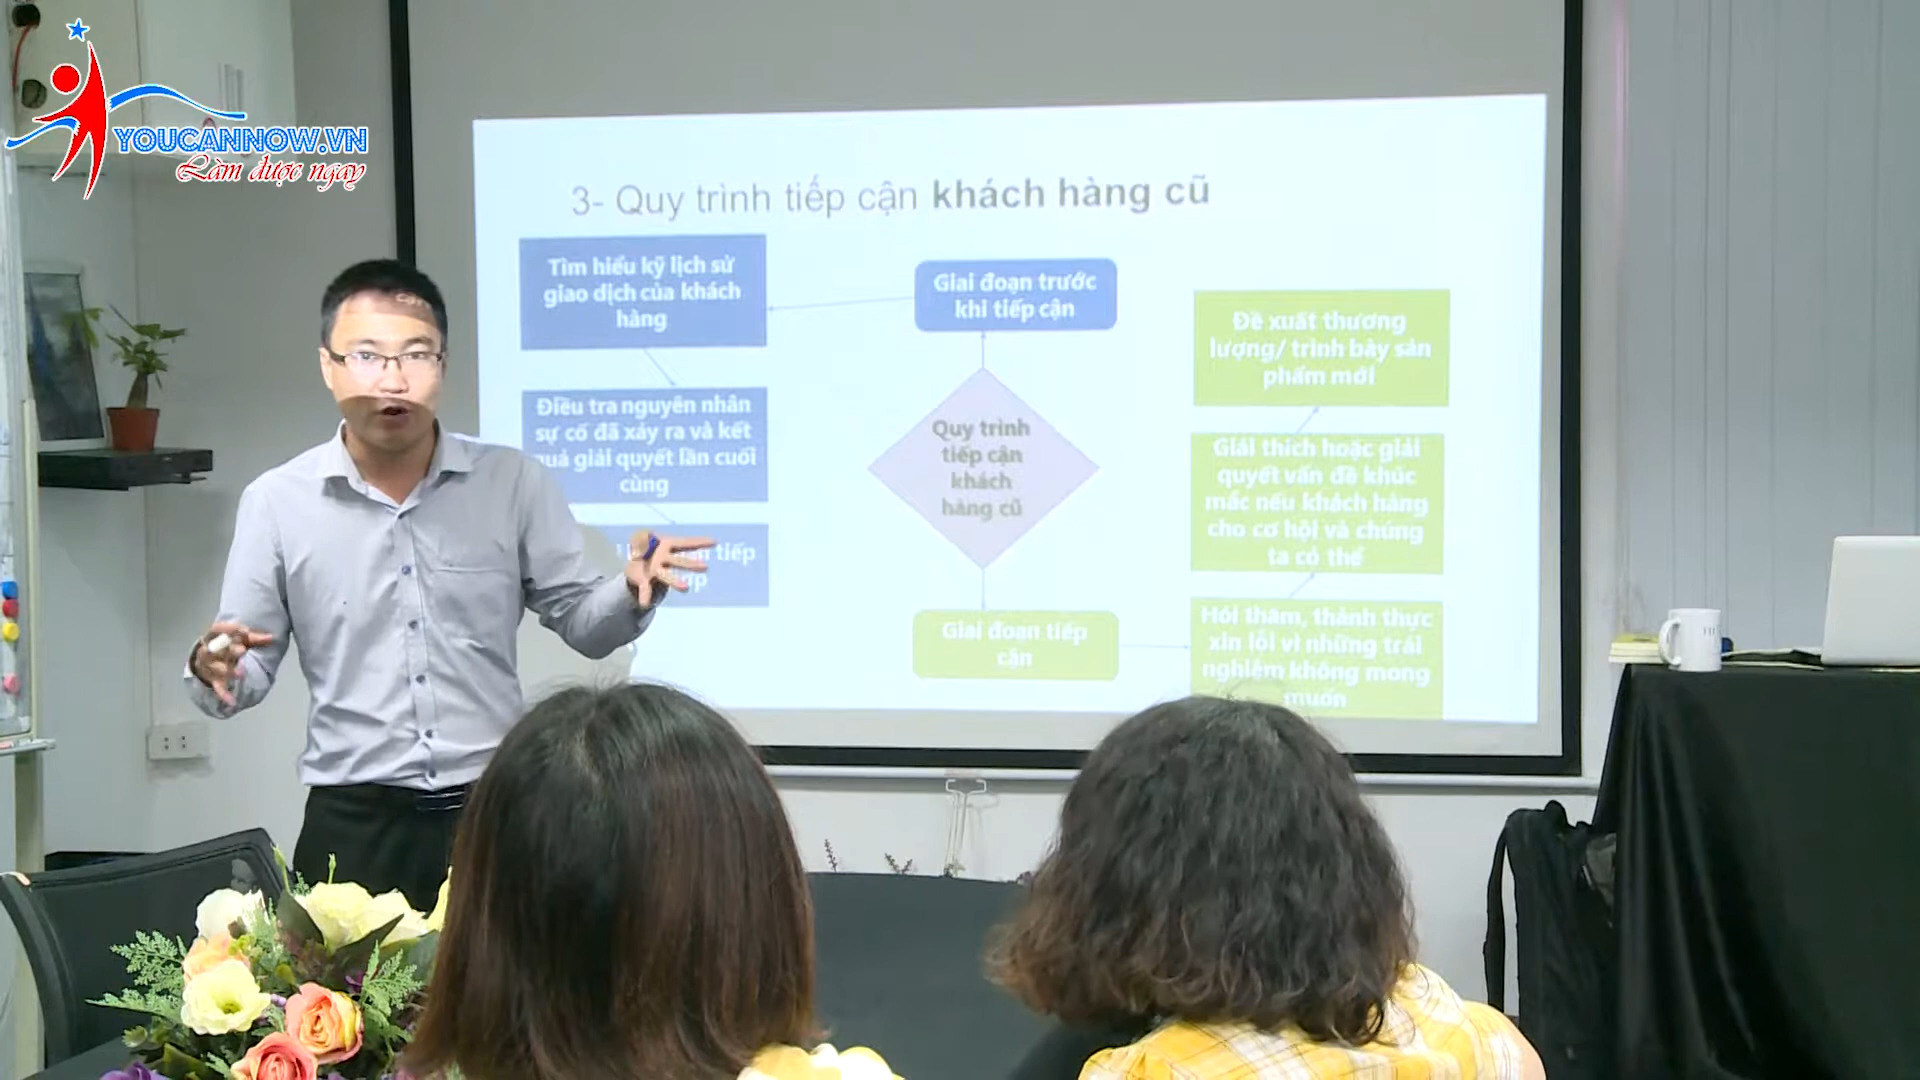 YOUCANNOW.VN
Làm được ngay
3- Quy trình tiếp cận khách hàng cũ
Tìm hiểu kỹ lịch sử
giao dịch của khách
hàng
Điều tra nguyên nhân
sự cố đã xảy ra và kết
quả giải quyết lần cuối
cùng
tiếp
Giai đoạn trước
khi tiếp cận
Quy trình
tiếp cận
khách
hàng cũ
Giai đoạn tiếp
cận
Đề xuất thương
lượng/ trình bày sản
phẩm mới
Giải thích hoặc giải
quyết vấn đề khúc
mắc nếu khách hàng
cho cơ hội và chúng
ta có thể
Hỏi thăm, thành thực
xin lỗi vì những trải
nghiệm không mong
muốn